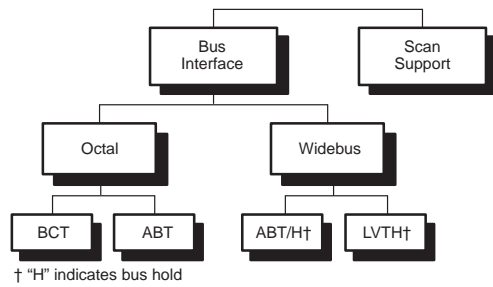 Bus
Interface
Scan
Support
Octal
Widebus
BCT
ABT
ABT/H†
LVTH†
† “H” indicates bus hold